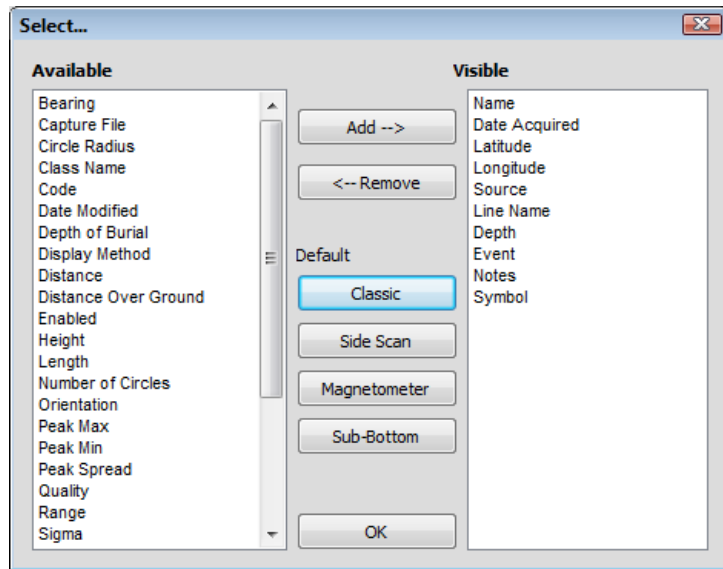 Select...
Available
Bearing
Capture File
Circle Radius
Class Name
Code
Date Modified
Depth of Burial
Display Method
Distance
Distance Over Ground
Enabled
Height
Length
Number of Circles
Orientation
Peak Max
Peak Min
Peak Spread
Quality
Range
Sigma
Add -->
<-- Remove
Default
Classic
Side Scan
Magnetometer
Sub-Bottom
OK
Visible
Name
Date Acquired
Latitude
Longitude
Source
Line Name
Depth
Event
Notes
Symbol